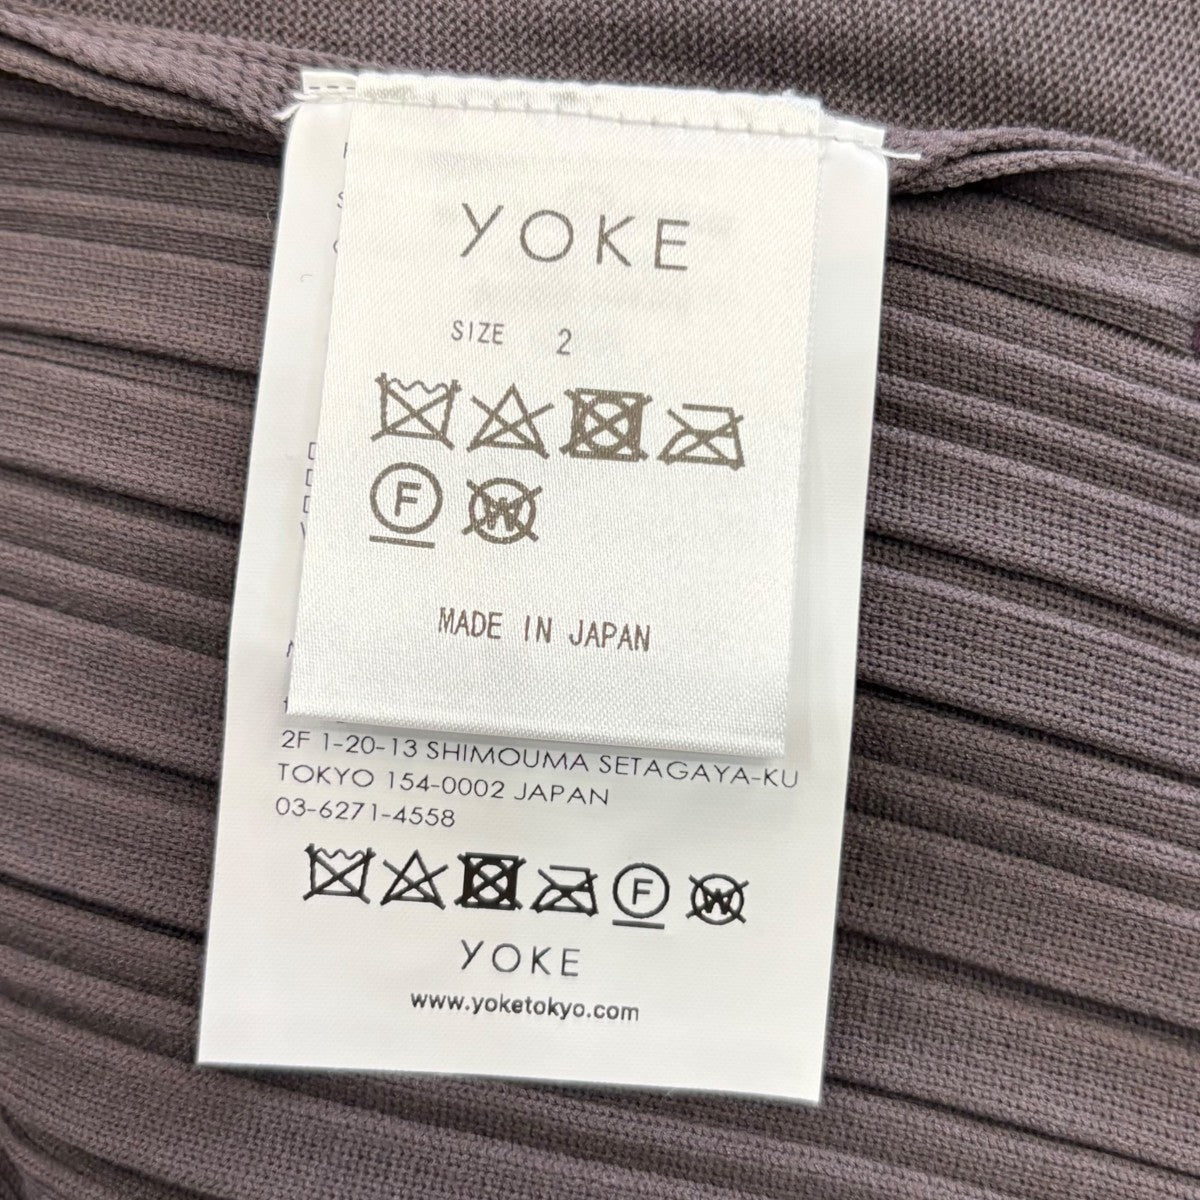 YOKE
SIZE 2
F
W
MADE IN JAPAN
2F 1-20-13 SHIMOUMA SETAGAYA-KU
TOKYO 154-0002 JAPAN
03-6271-4558
F W
YOKE
www.yoketokyo.com